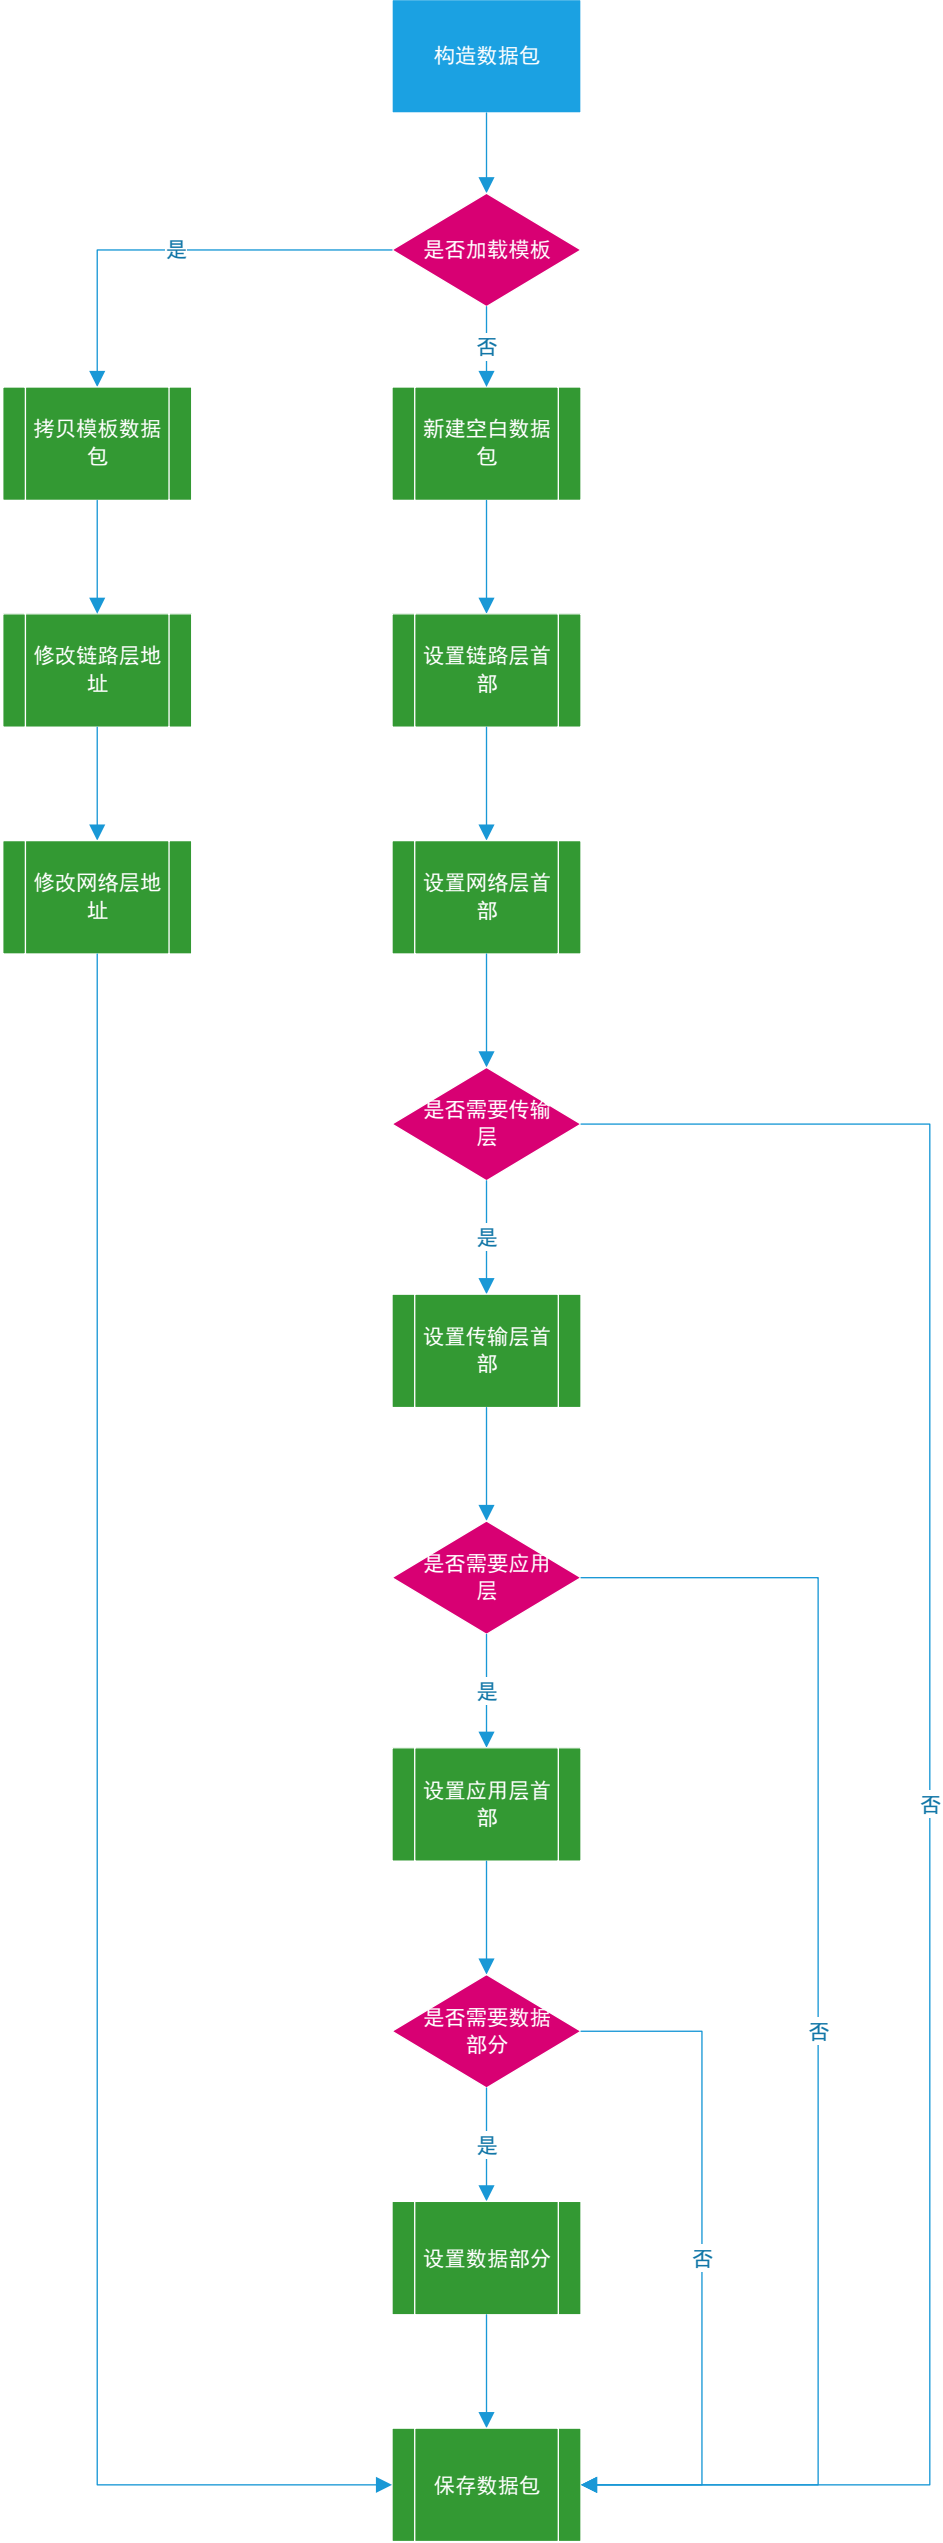 构造数据包
是否加载模板
是
否
拷贝模板数据
包
新建空白数据
包
修改链路层地
址
设置链路层首
部
修改网络层地
址
设置网络层首
部
是否需要传输
层
是
设置传输层首
部
是否需要应用
层
是
设置应用层首
部
否
是否需要数据
部分
否
是
设置数据部分
否
保存数据包